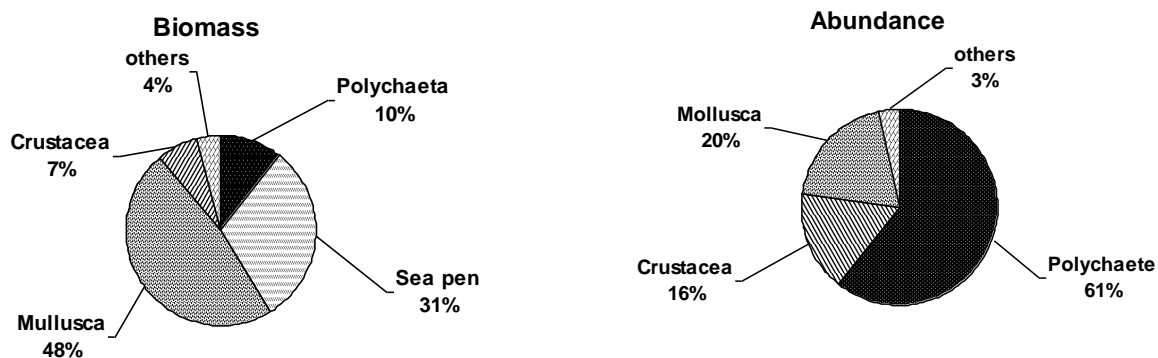 Biomass
others
4%
Polychaeta
10%
Crustacea
7%
Sea pen
31%
Mullusca
48%
Abundance
others
3%
Mollusca
20%
Crustacea
16%
Polychaete
61%